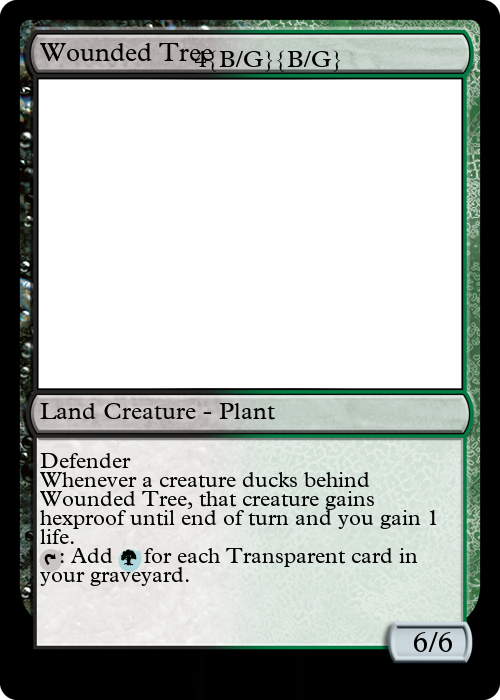 Wounded Tree
4{B/G}{B/G}
Land Creature - Plant
Defender
Whenever a creature ducks behind
Wounded Tree, that creature gains
hexproof until end of turn and you gain 1
life.
: Add for each Transparent card in
your graveyard.
6/6